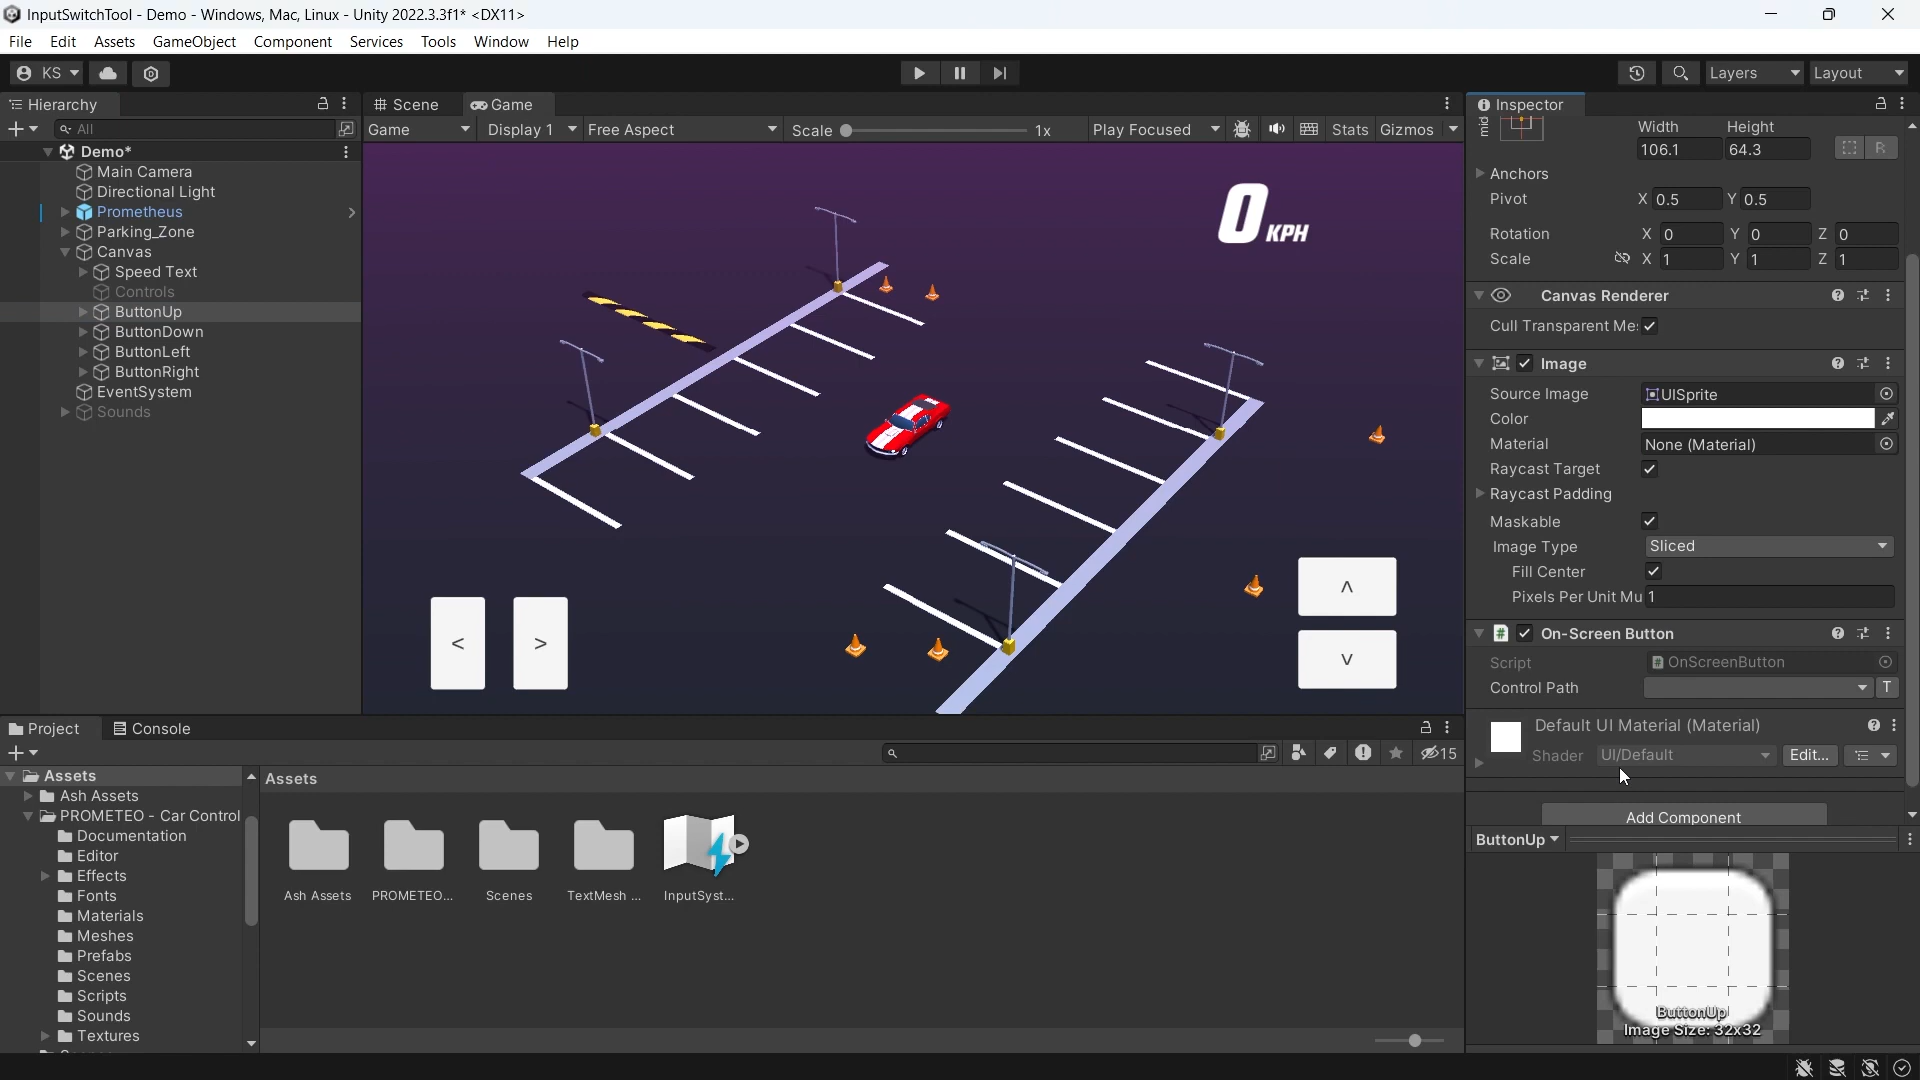 InputSwitchTool - Demo - Windows, Mac, Linux - Unity 2022.3.3f1* <DX11>
File Edit Assets GameObject Component Services Tools Window Help
KS
Layers Layout
Hierarchy
All
Demo*
Main Camera
Directional Light
Prometheus
Parking_Zone
Canvas
Speed Text
Controls
ButtonUp
ButtonDown
ButtonLeft
ButtonRight
EventSystem
Sounds
Scene Game
Game Display 1 Free Aspect Scale 1x Play Focused Stats Gizmos
0 KPH
< >
^
v
Inspector
mid
Width Height
106.1 64.3
R
Anchors
Pivot X 0.5 Y 0.5
Rotation X 0 Y 0 Z 0
Scale X 1 Y 1 Z 1
Canvas Renderer
Cull Transparent Me
Image
Source Image UISprite
Color
Material None (Material)
Raycast Target
Raycast Padding
Maskable
Image Type Sliced
Fill Center
Pixels Per Unit Mu 1
On-Screen Button
Script # OnScreenButton
Control Path T
Default UI Material (Material)
Shader UI/Default Edit...
Add Component
ButtonUp
ButtonUp
Image Size: 32x32
Project Console
15
Assets
Ash Assets
PROMETEO - Car Control
Documentation
Editor
Effects
Fonts
Materials
Meshes
Prefabs
Scenes
Scripts
Sounds
Textures
Assets
Ash Assets PROMETEO... Scenes TextMesh ... InputSyst...